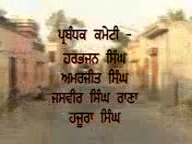 ਪ੍ਰਬੰਧਕ ਕਮੇਟੀ -
ਹਰਭਜਨ ਸਿੰਘ
ਅਮਰਜੀਤ ਸਿੰਘ
ਜਸਵੀਰ ਸਿੰਘ ਰਾਣਾ
ਹਜੂਰਾ ਸਿੰਘ